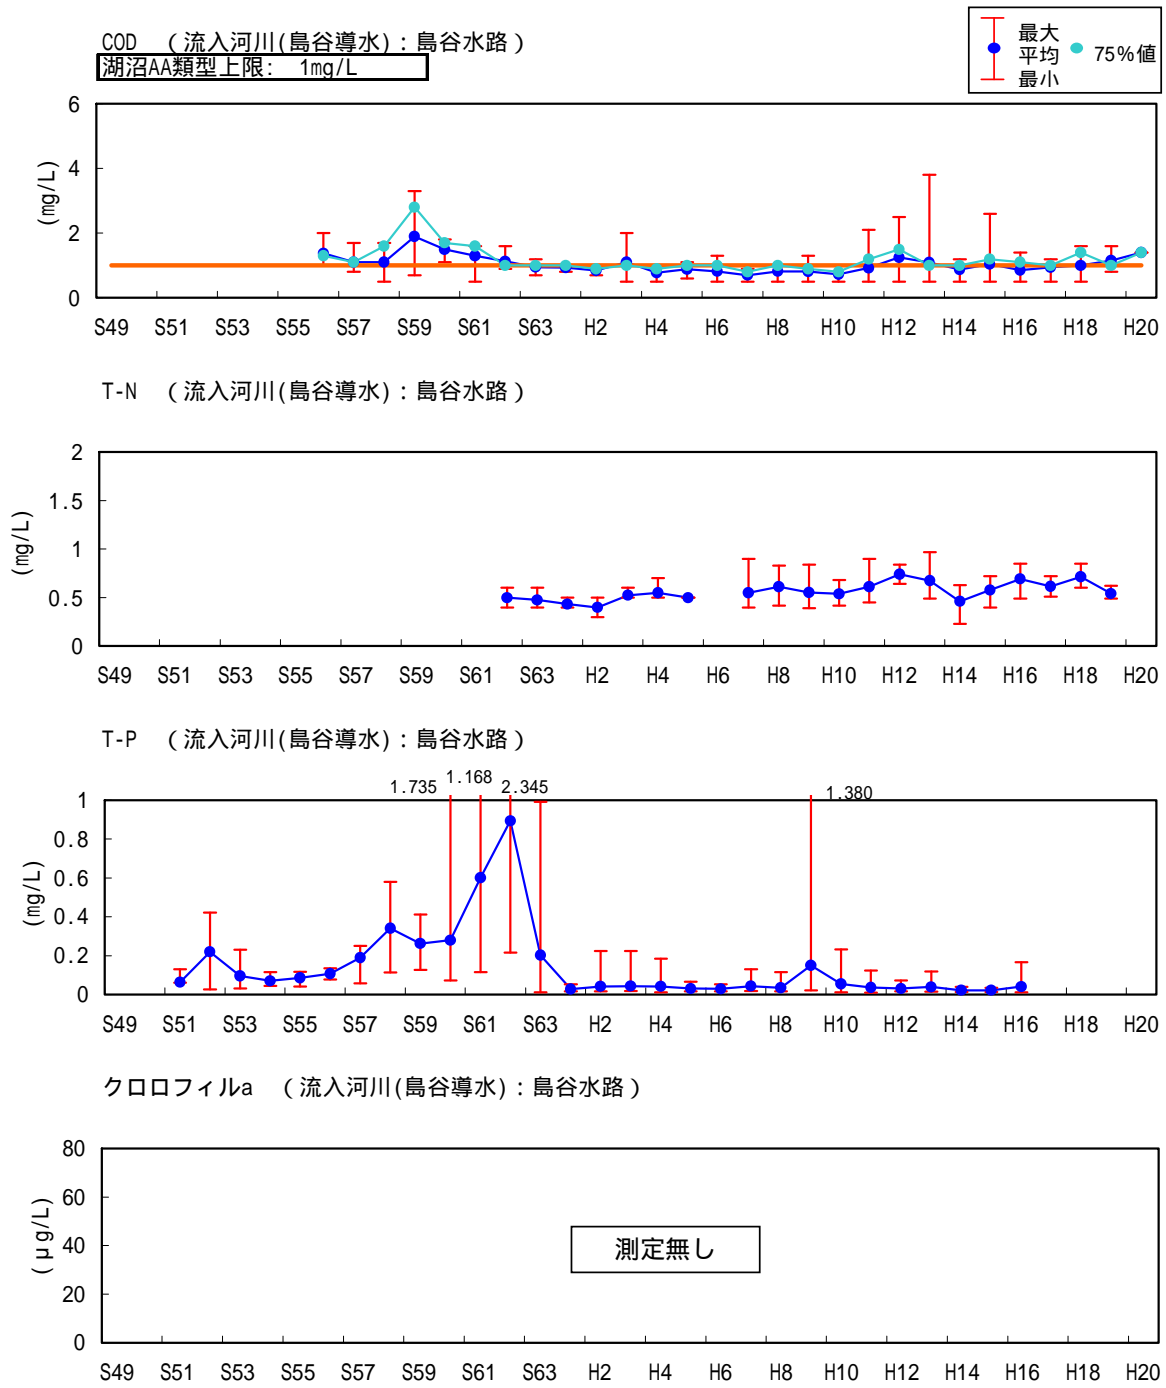 COD （流入河川(島谷導水)：島谷水路）
湖沼AA類型上限: 1mg/L
最大
平均
最小
75%値
6
4
2
0
(mg/L)
S49 S51 S53 S55 S57 S59 S61 S63 H2 H4 H6 H8 H10 H12 H14 H16 H18 H20
T-N （流入河川(島谷導水)：島谷水路）
2
1.5
1
0.5
0
(mg/L)
S49 S51 S53 S55 S57 S59 S61 S63 H2 H4 H6 H8 H10 H12 H14 H16 H18 H20
T-P （流入河川(島谷導水)：島谷水路）
1.735 1.168 2.345 1.380
1
0.8
0.6
0.4
0.2
0
(mg/L)
S49 S51 S53 S55 S57 S59 S61 S63 H2 H4 H6 H8 H10 H12 H14 H16 H18 H20
クロロフィルa （流入河川(島谷導水)：島谷水路）
80
60
40
20
0
(μg/L)
測定無し
S49 S51 S53 S55 S57 S59 S61 S63 H2 H4 H6 H8 H10 H12 H14 H16 H18 H20